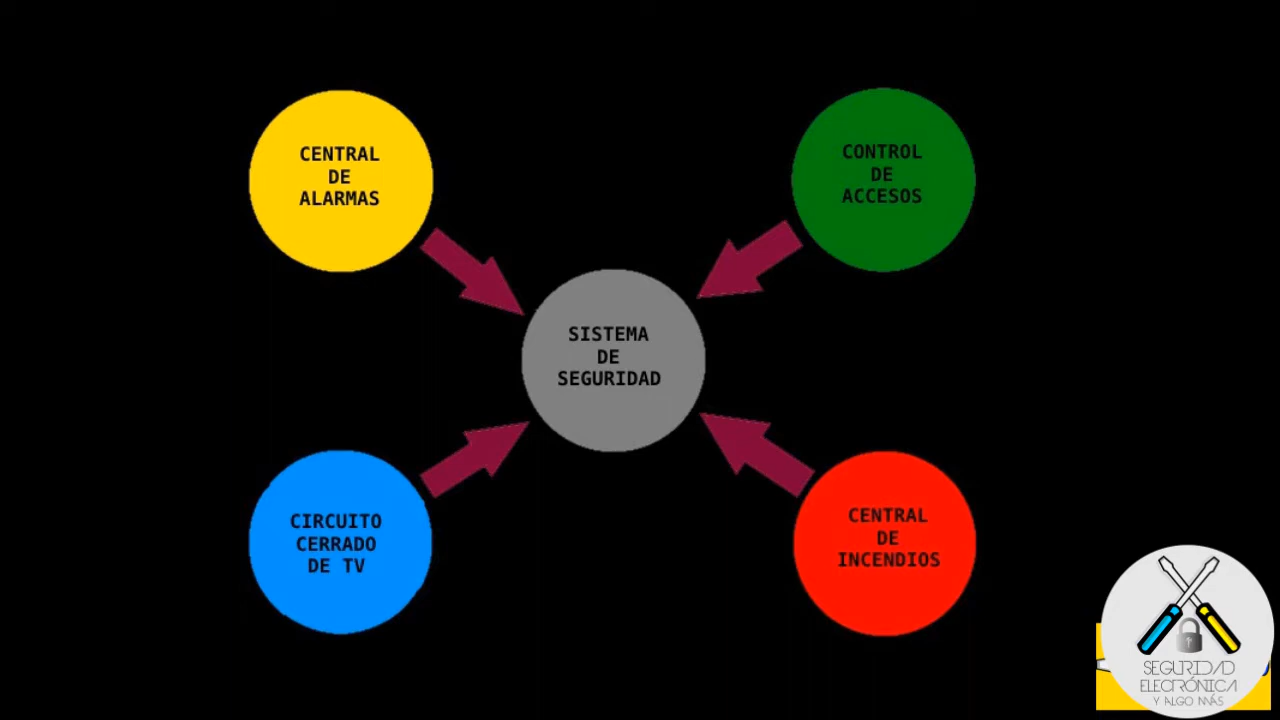 CENTRAL
DE
ALARMAS
CONTROL
DE
ACCESOS
SISTEMA
DE
SEGURIDAD
CIRCUITO
CERRADO
DE TV
CENTRAL
DE
INCENDIOS
SEGURIDAD
ELECTRÓNICA
Y ALGO MÁS